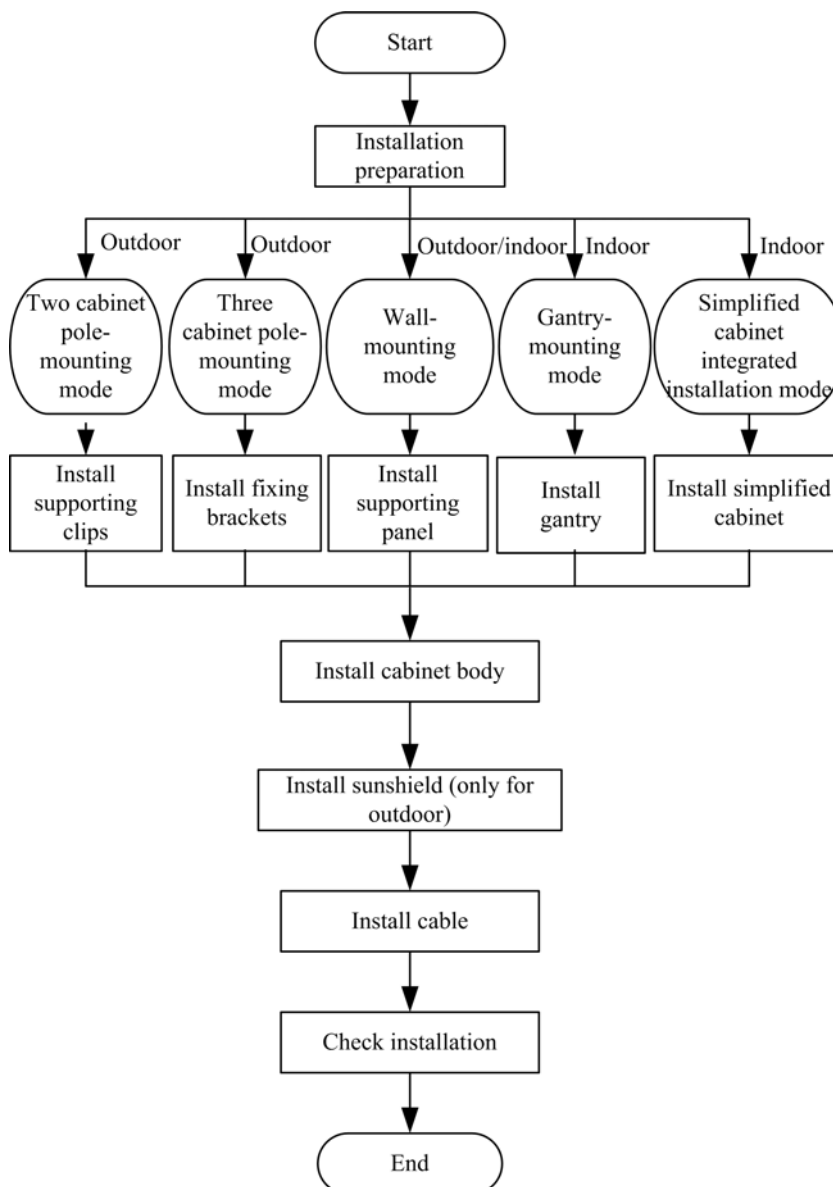 Start
Installation
preparation
Outdoor
Outdoor
Outdoor/indoor
Indoor
Indoor
Two cabinet
pole-
mounting
mode
Three
cabinet pole-
mounting
mode
Wall-
mounting
mode
Gantry-
mounting
mode
Simplified
cabinet
integrated
installation mode
Install
supporting
clips
Install fixing
brackets
Install
supporting
panel
Install
gantry
Install simplified
cabinet
Install cabinet body
Install sunshield (only for
outdoor)
Install cable
Check installation
End